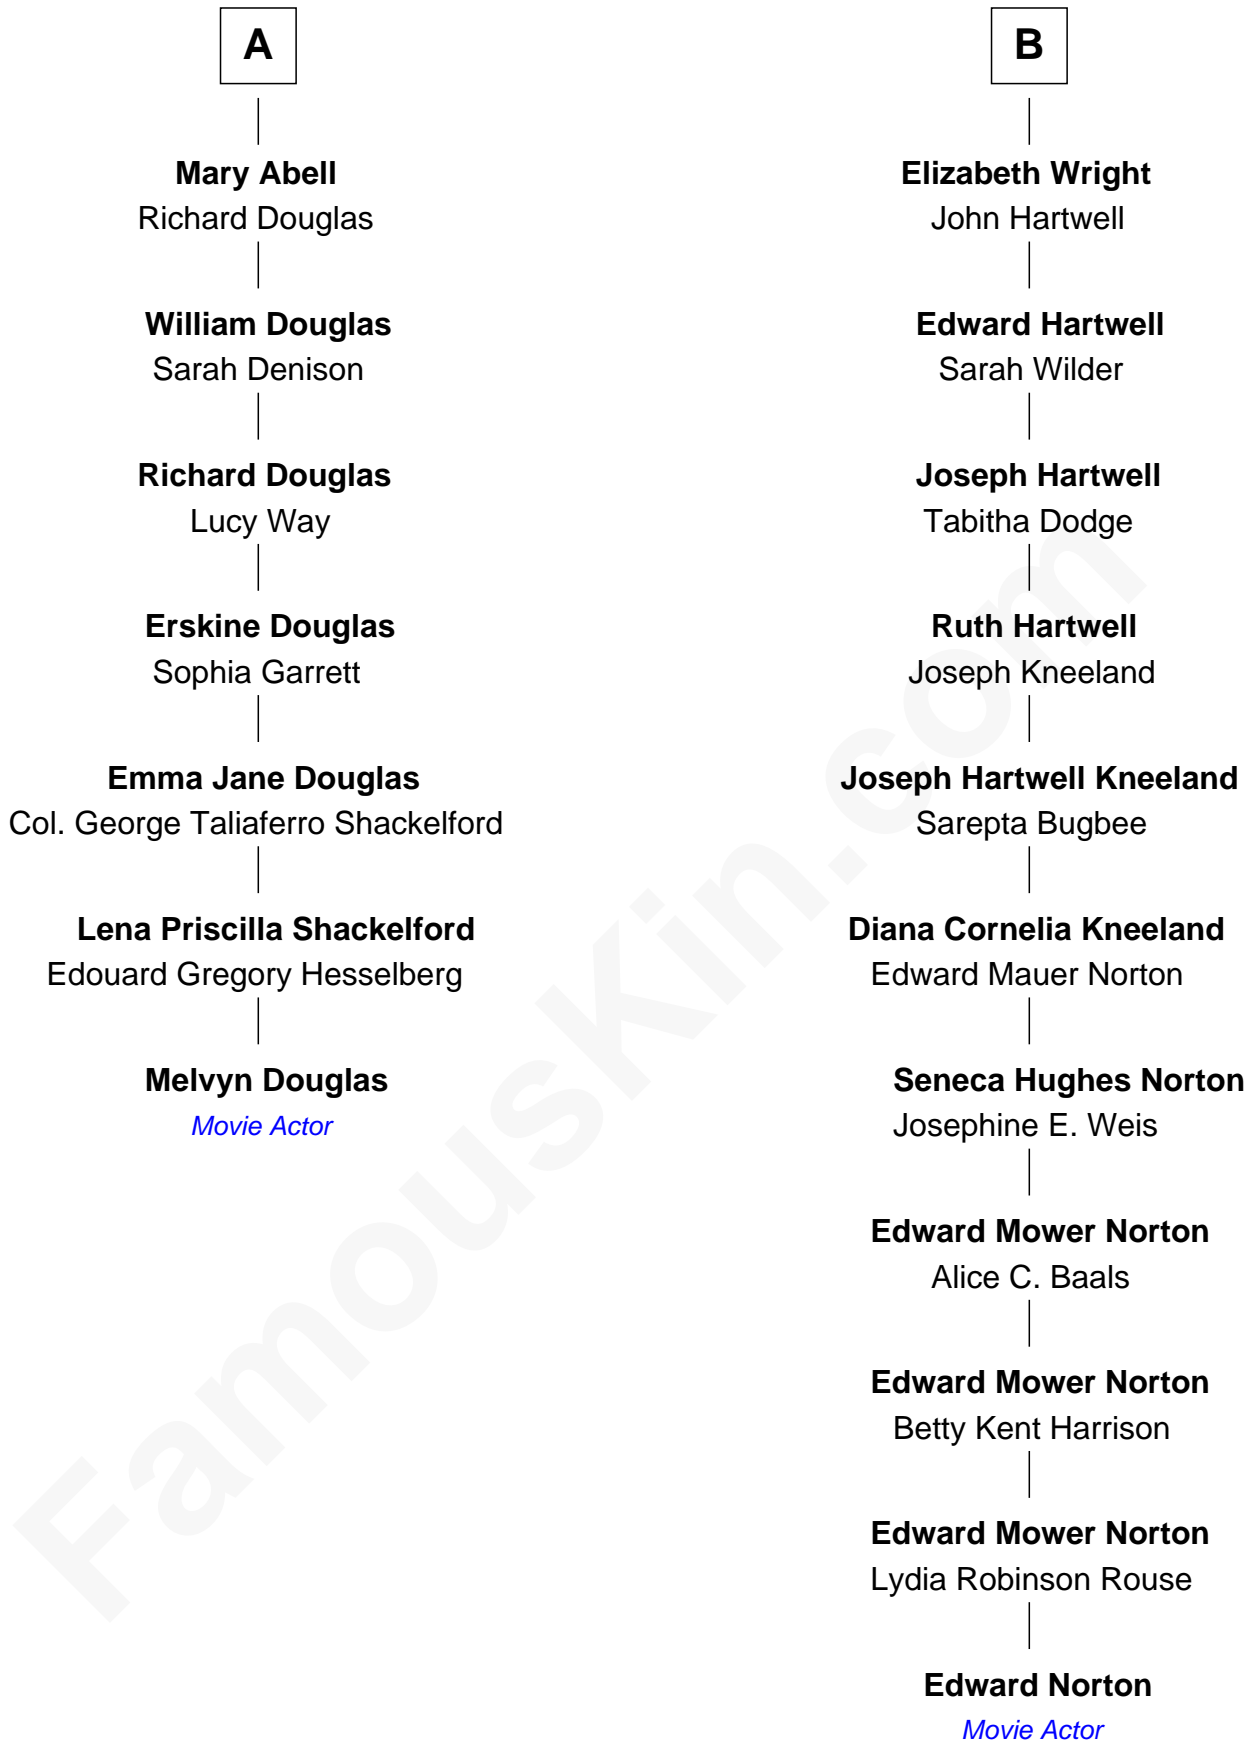 A
Mary Abell
Richard Douglas
William Douglas
Sarah Denison
Richard Douglas
Lucy Way
Erskine Douglas
Sophia Garrett
Emma Jane Douglas
Col. George Taliaferro Shackelford
Lena Priscilla Shackelford
Edouard Gregory Hesselberg
Melvyn Douglas
Movie Actor
B
Elizabeth Wright
John Hartwell
Edward Hartwell
Sarah Wilder
Joseph Hartwell
Tabitha Dodge
Ruth Hartwell
Joseph Kneeland
Joseph Hartwell Kneeland
Sarepta Bugbee
Diana Cornelia Kneeland
Edward Mauer Norton
Seneca Hughes Norton
Josephine E. Weis
Edward Mower Norton
Alice C. Baals
Edward Mower Norton
Betty Kent Harrison
Edward Mower Norton
Lydia Robinson Rouse
Edward Norton
Movie Actor
FamousKin.com